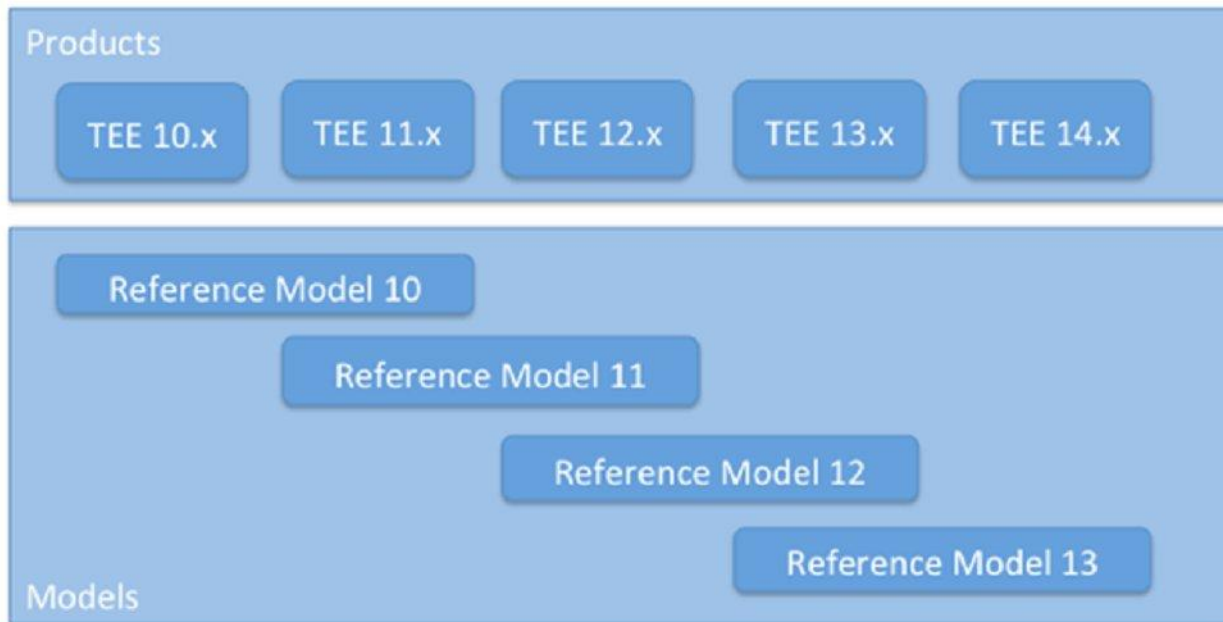 Products
TEE 10.x
TEE 11.x
TEE 12.x
TEE 13.x
TEE 14.x
Reference Model 10
Reference Model 11
Reference Model 12
Reference Model 13
Models